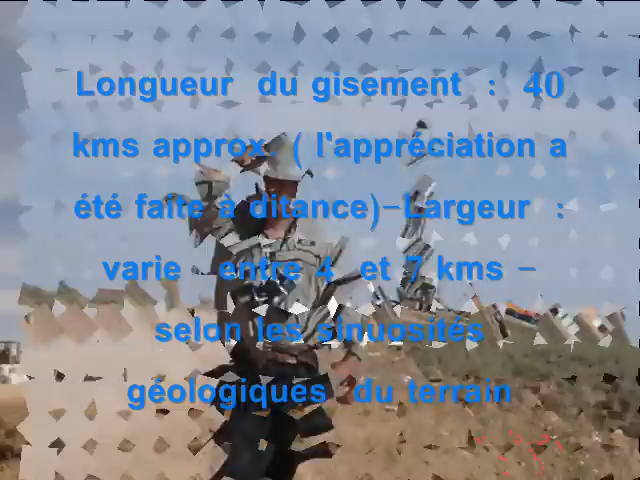 Longueur du gisement : 40
kms approx. ( l'appréciation a
été faite à ditance)-Largeur :
varie , entre 4 et 7 kms -
selon les sinuosités
géologiques du terrain